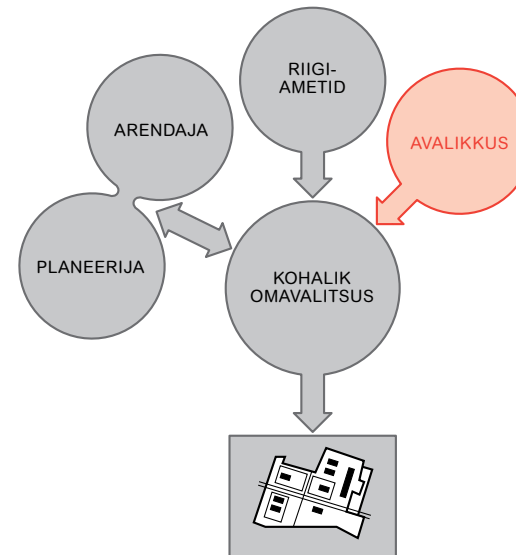 RIIGI-
AMETID
ARENDAJA
AVALIKKUS
PLANEERIJA
KOHALIK
OMAVALITSUS